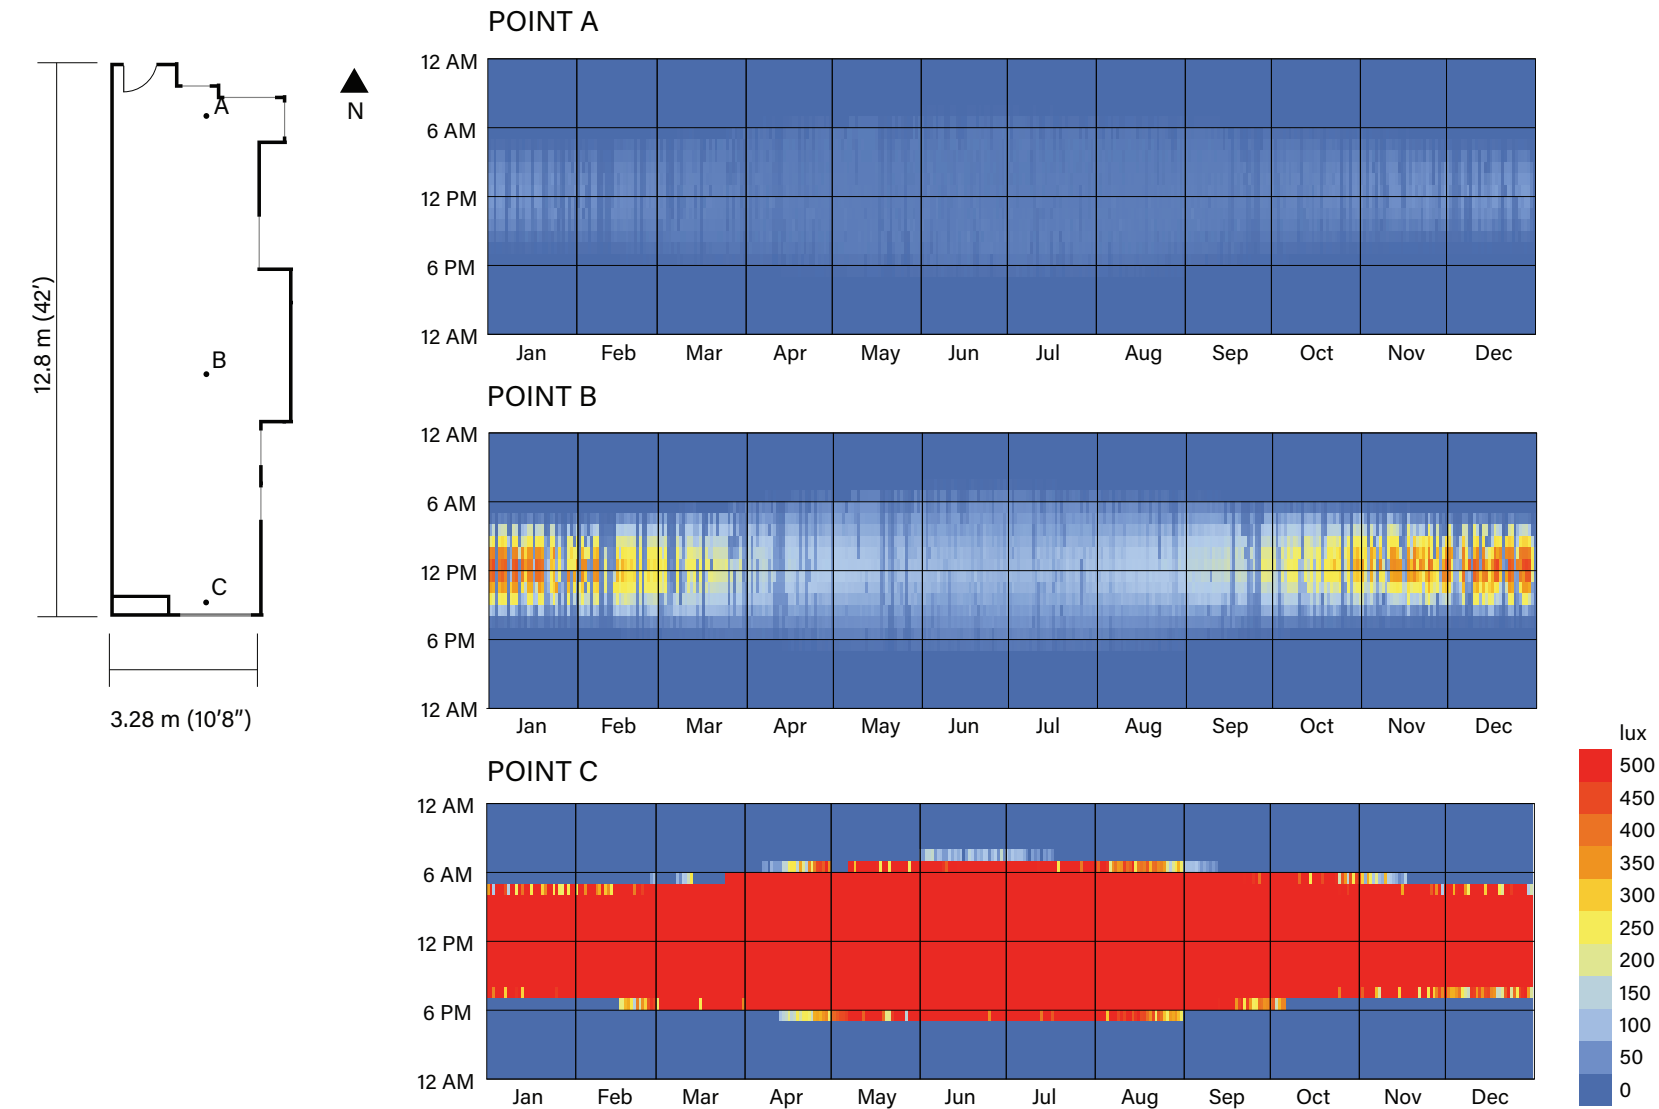 12.8 m (42')
A
N
B
C
3.28 m (10'8")
POINT A
12 AM
6 AM
12 PM
6 PM
12 AM
Jan Feb Mar Apr May Jun Jul Aug Sep Oct Nov Dec
POINT B
12 AM
6 AM
12 PM
6 PM
12 AM
Jan Feb Mar Apr May Jun Jul Aug Sep Oct Nov Dec
POINT C
12 AM
6 AM
12 PM
6 PM
12 AM
Jan Feb Mar Apr May Jun Jul Aug Sep Oct Nov Dec
lux
500
450
400
350
300
250
200
150
100
50
0